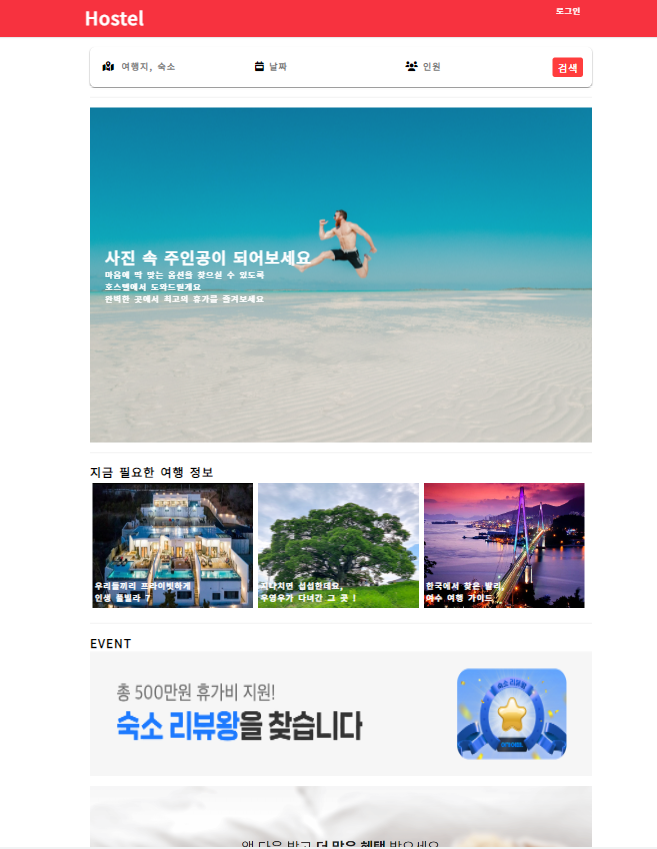 Hostel
로그인
여행지, 숙소
날짜
인원
검색
사진 속 주인공이 되어보세요
마음에 딱 맞는 옵션을 찾으실 수 있도록
호스텔에서 도와드릴게요
완벽한 곳에서 최고의 휴가를 즐겨보세요
지금 필요한 여행 정보
우리들끼리 프라이빗하게
인생 풀빌라 7
지나치면 섭섭한데요,
우영우가 다녀간 그 곳 !
한국에서 찾은 발리
여수 여행 가이드
EVENT
총 500만원 휴가비 지원!
숙소 리뷰왕을 찾습니다
숙소 리뷰왕
앱 다운 받고 더 많은 혜택 받으세요